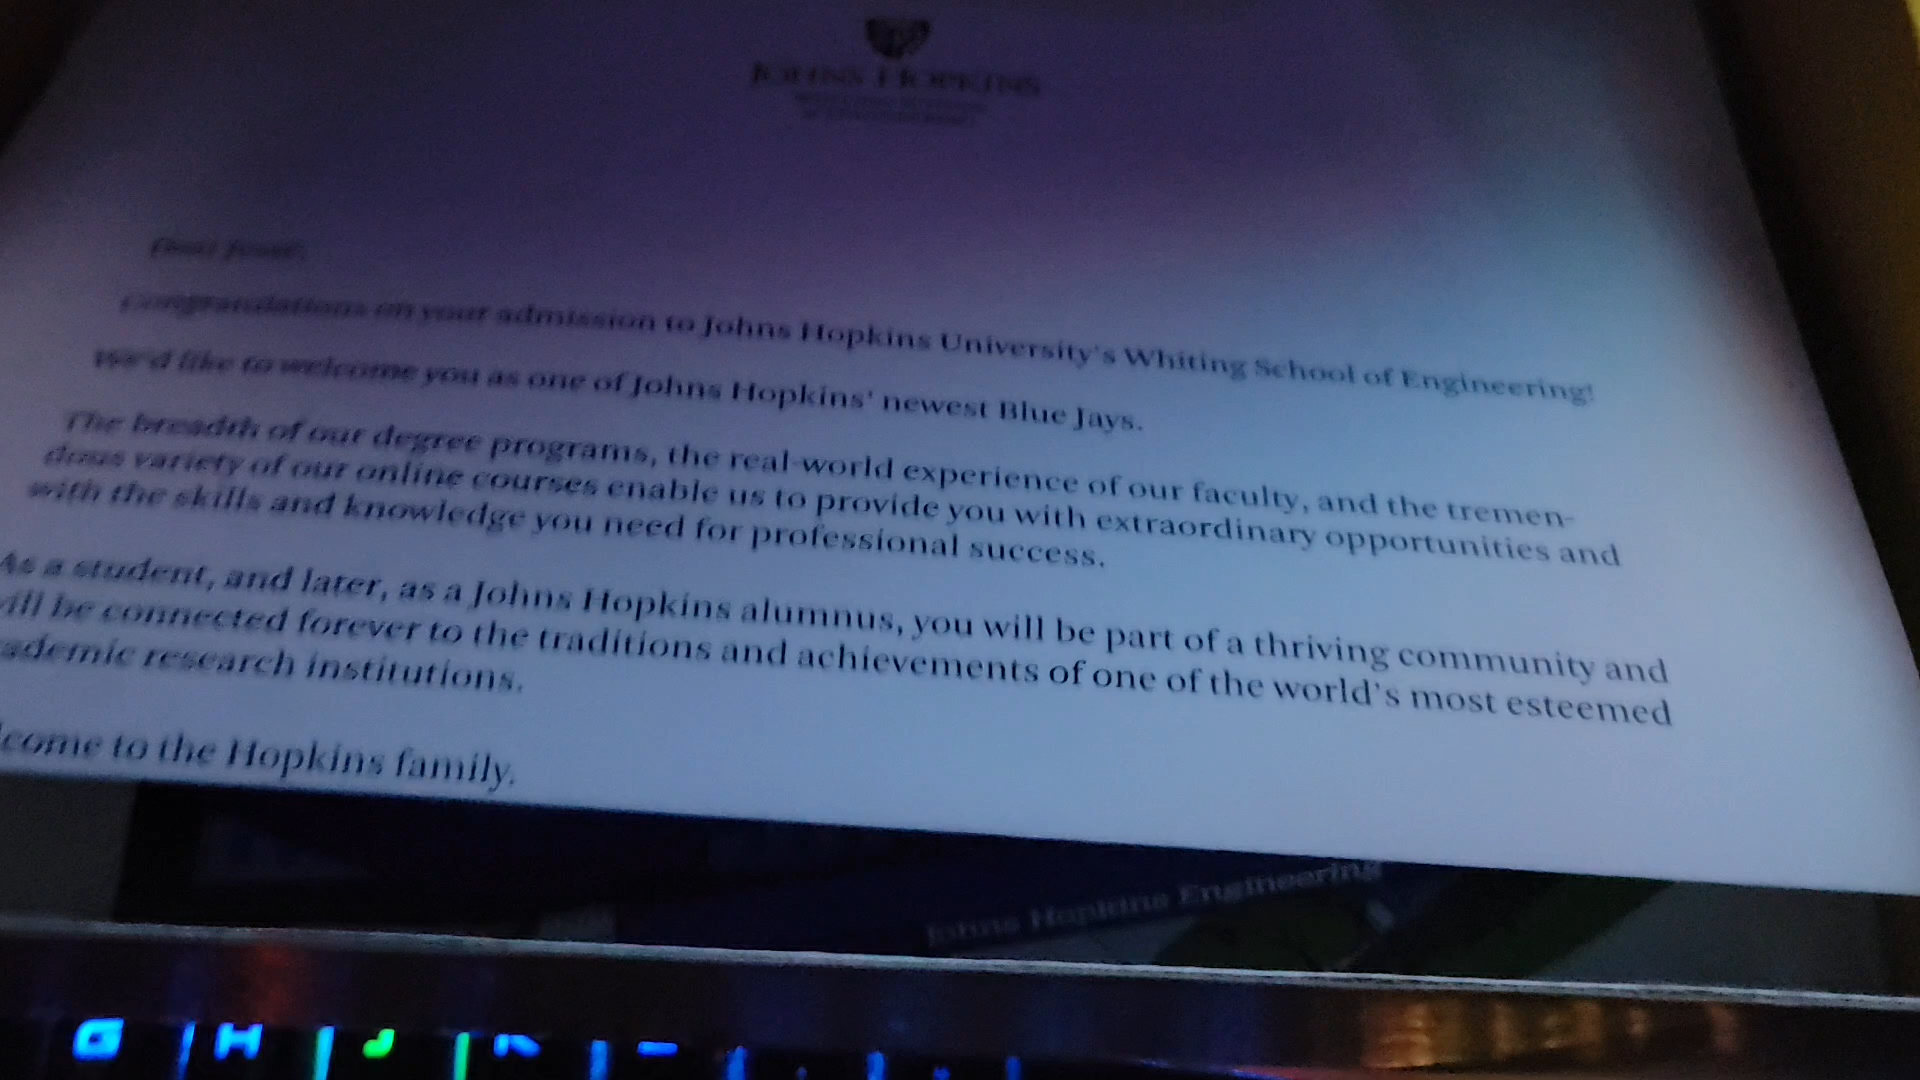 JOHNS HOPKINS
Dear
Congratulations on your admission to Johns Hopkins University's Whiting School of Engineering!
We'd like to welcome you as one of Johns Hopkins' newest Blue Jays.
The breadth of our degree programs, the real-world experience of our faculty, and the tremen-
dous variety of our online courses enable us to provide you with extraordinary opportunities and
with the skills and knowledge you need for professional success.
As a student, and later, as a Johns Hopkins alumnus, you will be part of a thriving community and
will be connected forever to the traditions and achievements of one of the world's most esteemed
ademic research institutions.
lcome to the Hopkins family.
Johns Hopkins Engineering
G H J K